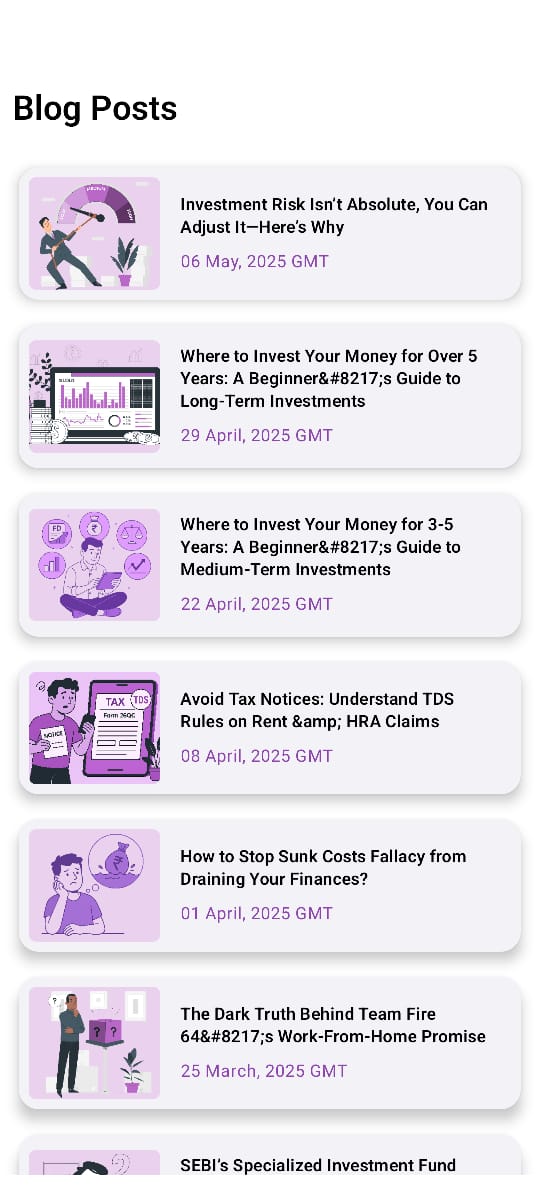 Blog Posts
MEDIUM
Investment Risk Isn't Absolute, You Can
Adjust It—Here's Why
06 May, 2025 GMT
Where to Invest Your Money for Over 5
Years: A Beginner&#8217;s Guide to
Long-Term Investments
29 April, 2025 GMT
FD
Where to Invest Your Money for 3-5
Years: A Beginner&#8217;s Guide to
Medium-Term Investments
22 April, 2025 GMT
TAX
TDS
Form 26QC
NOTICE
Avoid Tax Notices: Understand TDS
Rules on Rent &amp; HRA Claims
08 April, 2025 GMT
₹
How to Stop Sunk Costs Fallacy from
Draining Your Finances?
01 April, 2025 GMT
?
? ?
The Dark Truth Behind Team Fire
64&#8217;s Work-From-Home Promise
25 March, 2025 GMT
SEBI's Specialized Investment Fund